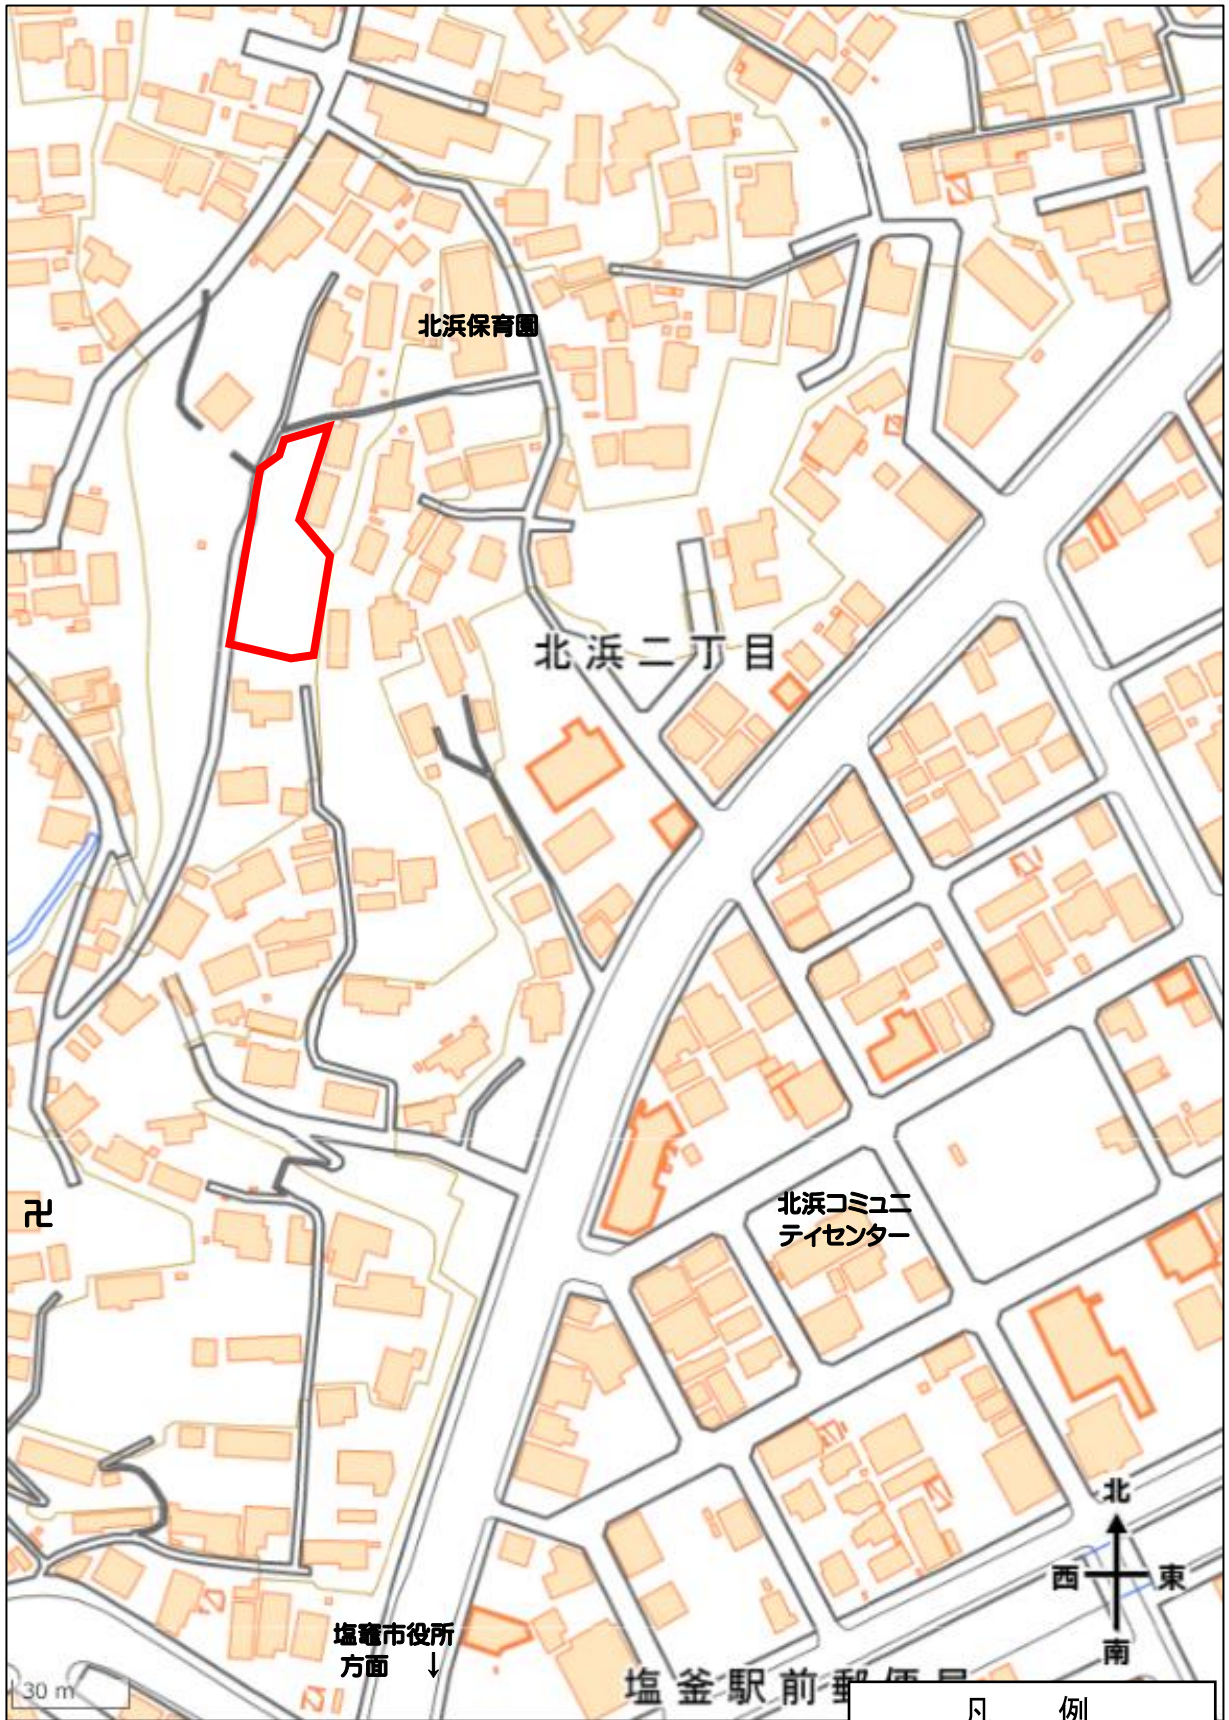 北浜保育園
北浜二丁目
卍
北浜コミュニ
ティセンター
北
西
東
南
塩竈市役所
方面 ↓
30 m
塩釜駅前郵便局
凡 例